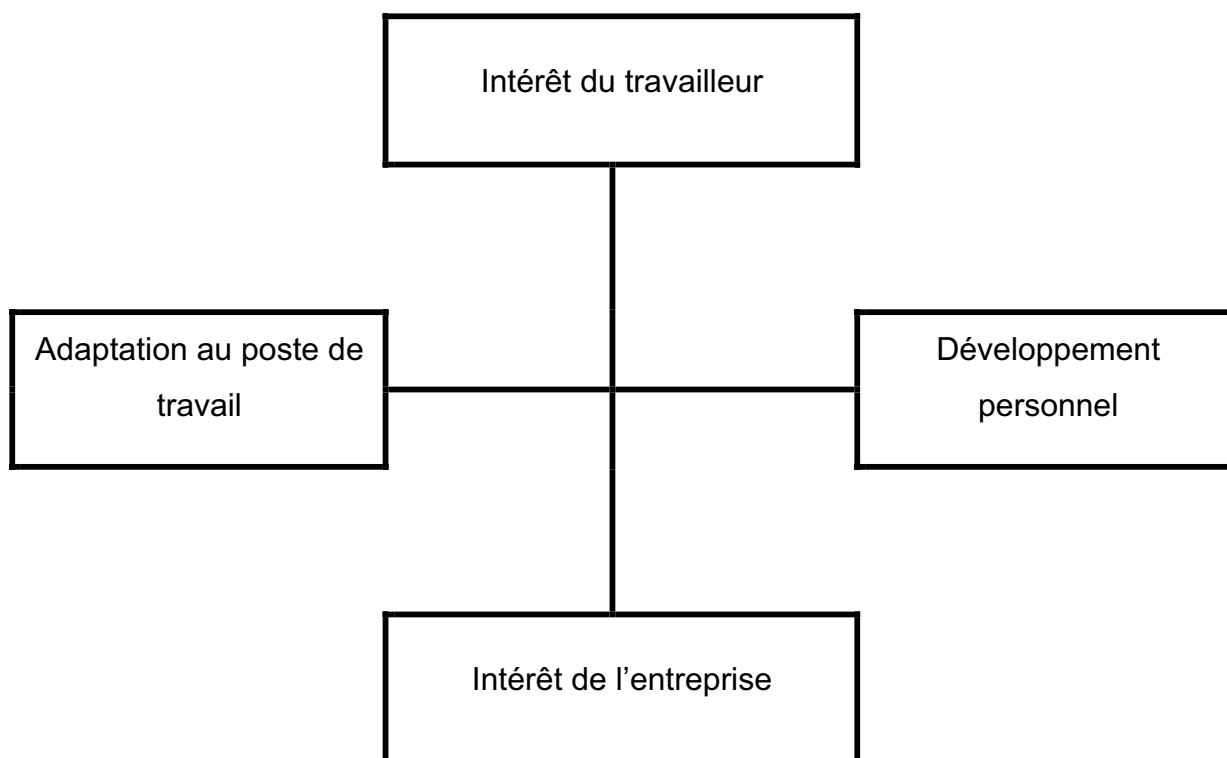 Intérêt du travailleur
Adaptation au poste de
travail
Développement
personnel
Intérêt de l’entreprise